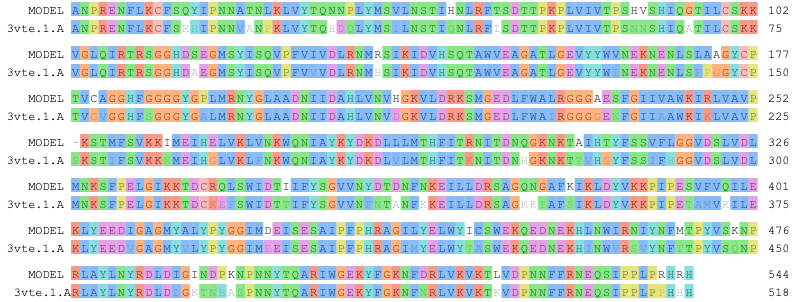 MODEL ANPRENFLKCFSQYIPNNATNLKLVYTQNNPLYMSVLNSTIHNLRFTSDTTPKPLVIVTPSHVSHIQGTILCSKK 102
3vte.1.A ANPRENFLKCFSKHIPNNVANPKLVYTQHDQLYMSILNSTIQNLRFISDTTPKPLVIVTPSNNSHIQATILCSKK 75
MODEL VGLQIRTRSGGHDSEGMSYISQVPFVIVDLRNMRSIKIDVHSQTAWVEAGATLGEVYYWVNEKNENLSLAAGYCP 177
3vte.1.A VGLQIRTRSGGHDAEGMSYISQVPFVVVDLRNMHSIKIDVHSQTAWVEAGATLGEVYYWINEKNENLSFPGGYCP 150
MODEL TVCAGGHFGGGGYGPLMRNYGLAADNIIDAHLVNVHGKVLDRKSMGEDLFWALRGGGAESFGIIVAWKIRLVAVP 252
3vte.1.A TVGVGGHFSGGGYGALMRNYGLAADNIIDAHLVNVDGKVLDRKSMGEDLFWAIRGGGGENFGIIAAWKIKLVAVP 225
MODEL -KSTMFSVKKIMEIHELVKLVNKWQNIAYKYDKDLLLMTHFITRNITDNQGKNKTAIHTYFSSVFLGGVDSLVDL 326
3vte.1.A SKSTIFSVKKNMEIHGLVKLFNKWQNIAYKYDKDLVLMTHFITKNITDNHGKNKTTVHGYFSSIFHGGVDSLVDL 300
MODEL MNKSFPELGIKKTDCRQLSWIDTIIFYSGVVNYDTDNFNKEILLDRSAGQNGAFKIKLDYVKKPIPESVFVQILE 401
3vte.1.A MNKSFPELGIKKTDCKEFSWIDTTIFYSGVVNFNTANFKKEILLDRSAGKKTAFSIKLDYVKKPIPETAMVKILE 375
MODEL KLYEEDIGAGMYALYPYGGIMDEISESAIPFPHRAGILYELWYICSWEKQEDNEKHLNWIRNIYNFMTPYVSKNP 476
3vte.1.A KLYEEDVGAGMYVLYPYGGIMEEISESAIPFPHRAGIMYELWYTASWEKQEDNEKHINWVRSVYNFTTPYVSQNP 450
MODEL RLAYLNYRDLDIGINDPKNPNNYTQARIWGEKYFGKNFDRLVKVKTLVDPNNFFRNEQSIPPLPRHRH 544
3vte.1.A RLAYLNYRDLDLGKTNHASPNNYTQARIWGEKYFGKNFNRLVKVKTKVDPNNFFRNEQSIPPLPPHHH 518